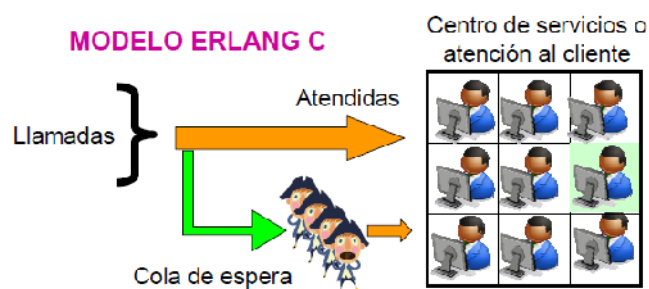 MODELO ERLANG C
Centro de servicios o
atención al cliente
Llamadas
Atendidas
Cola de espera